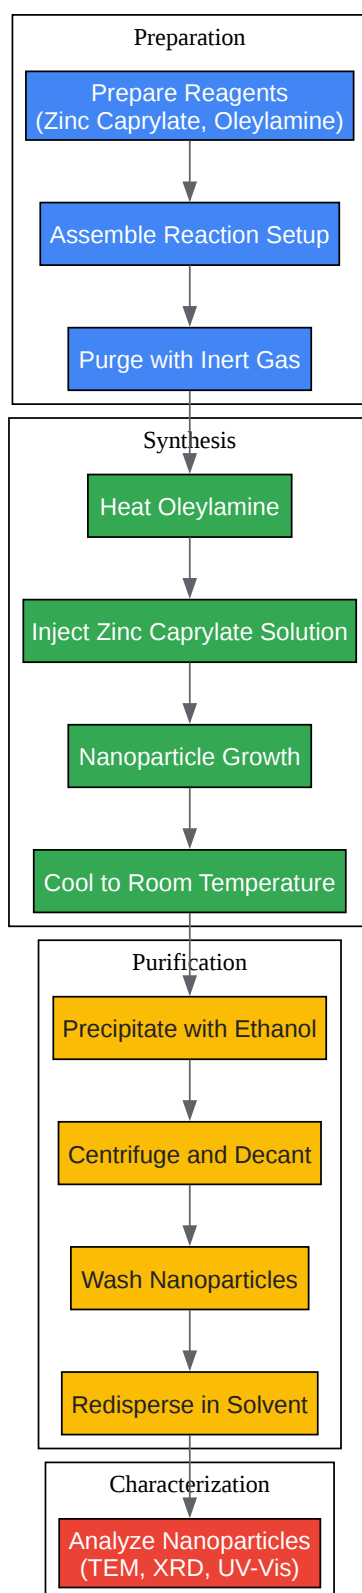 Preparation
Prepare Reagents
(Zinc Caprylate, Oleylamine)
Assemble Reaction Setup
Purge with Inert Gas
Synthesis
Heat Oleylamine
Inject Zinc Caprylate Solution
Nanoparticle Growth
Cool to Room Temperature
Purification
Precipitate with Ethanol
Centrifuge and Decant
Wash Nanoparticles
Redisperse in Solvent
Characterization
Analyze Nanoparticles
(TEM, XRD, UV-Vis)